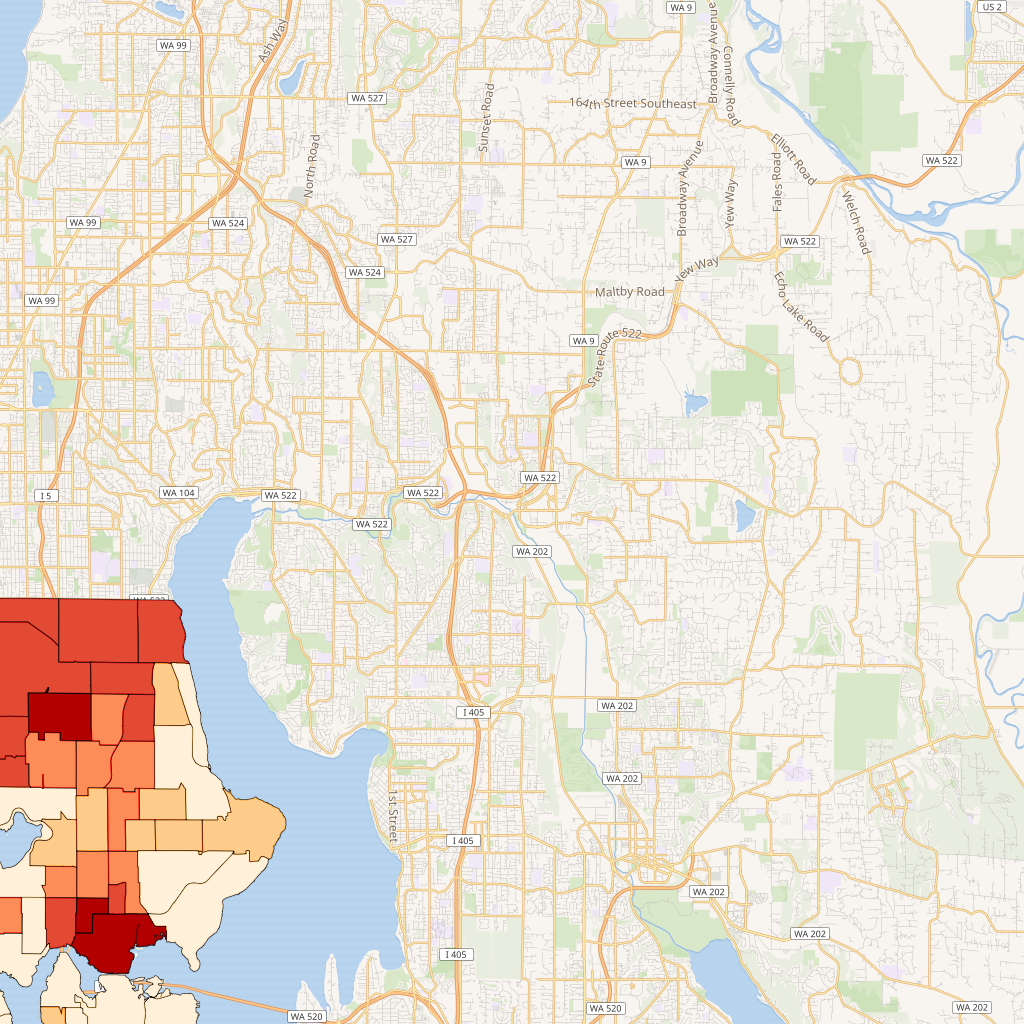 WA 9
US 2
WA 99
Ash Way
Broadway Avenue
Connelly Road
WA 527
164th Street Southeast
Sunset Road
Elliott Road
WA 9
WA 522
North Road
Broadway Avenue
Yew Way
Fales Road
Welch Road
WA 99
WA 524
WA 527
WA 522
WA 524
Yew Way
Maltby Road
Echo Lake Road
WA 99
WA 9
State Route 522
WA 522
I 5
WA 104
WA 522
WA 522
WA 522
WA 202
I 405
WA 202
WA 202
1st Street
I 405
WA 202
WA 202
I 405
WA 520
WA 520
WA 202